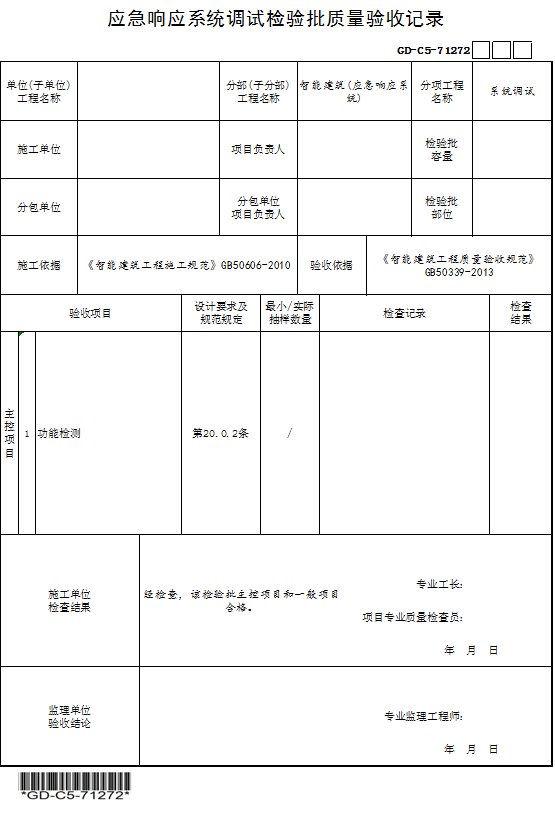 应急响应系统调试检验批质量验收记录
GD-C5-71272
单位(子单位)
工程名称
分部(子分部)
工程名称
智能建筑(应急响应系
统)
分项工程
名称
系统调试
施工单位
项目负责人
检验批
容量
分包单位
分包单位
项目负责人
检验批
部位
施工依据
《智能建筑工程施工规范》GB50606-2010
验收依据
《智能建筑工程质量验收规范》
GB50339-2013
验收项目
设计要求及
规范规定
最小/实际
抽样数量
检查记录
检查
结果
主
控
项
目
1
功能检测
第20.0.2条
/
施工单位
检查结果
经检查，该检验批主控项目和一般项目
合格。
专业工长:
项目专业质量检查员:
年 月 日
监理单位
验收结论
专业监理工程师:
年 月 日
*GD-C5-71272*